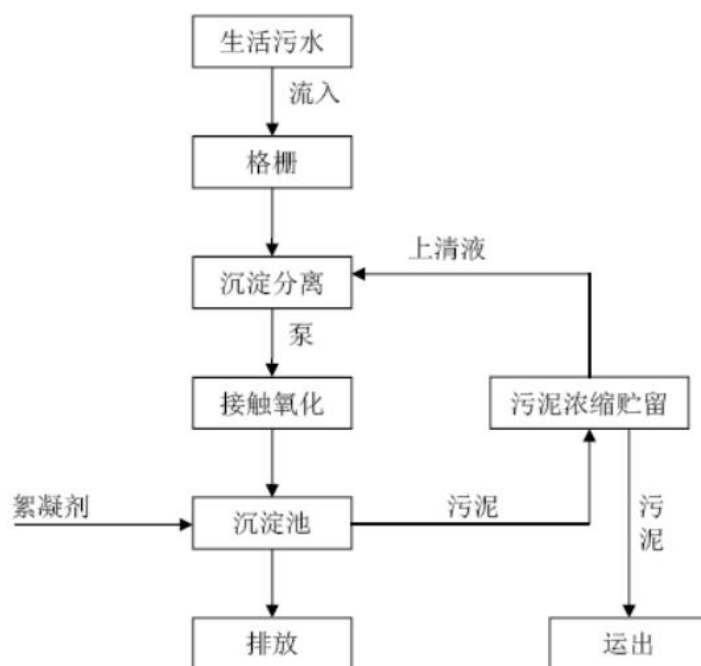 生活污水
流入
格栅
上清液
沉淀分离
泵
接触氧化
污泥浓缩贮留
絮凝剂
沉淀池
污泥
污泥
排放
运出